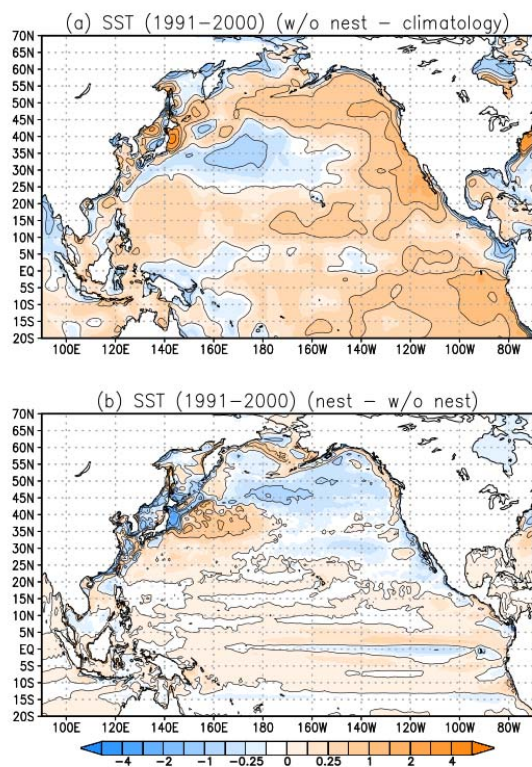 (a) SST (1991−2000) (w/o nest − climatology)
70N
65N
60N
55N
50N
45N
40N
35N
30N
25N
20N
15N
10N
5N
EQ
5S
10S
15S
20S
100E 120E 140E 160E 180 160W 140W 120W 100W 80W
(b) SST (1991−2000) (nest − w/o nest)
70N
65N
60N
55N
50N
45N
40N
35N
30N
25N
20N
15N
10N
5N
EQ
5S
10S
15S
20S
100E 120E 140E 160E 180 160W 140W 120W 100W 80W
−4 −2 −1 −0.25 0 0.25 1 2 4